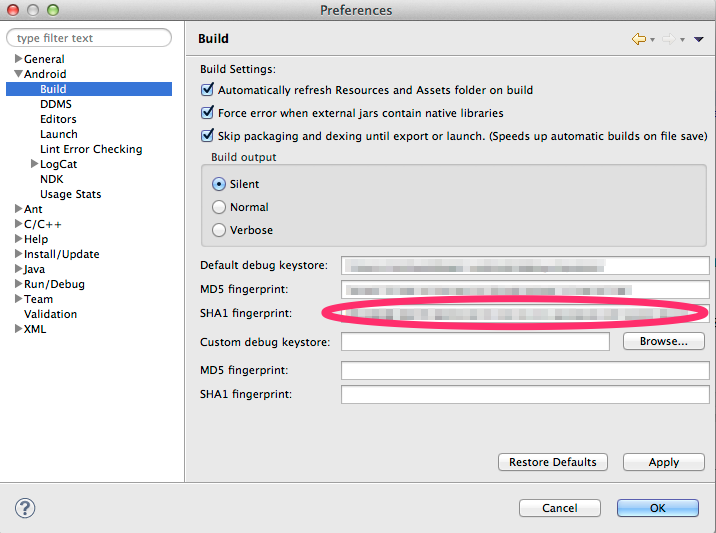 Preferences
type filter text
Build
General
Android
Build
DDMS
Editors
Launch
Lint Error Checking
LogCat
NDK
Usage Stats
Ant
C/C++
Help
Install/Update
Java
Run/Debug
Team
Validation
XML
Build Settings:
Automatically refresh Resources and Assets folder on build
Force error when external jars contain native libraries
Skip packaging and dexing until export or launch. (Speeds up automatic builds on file save)
Build output
Silent
Normal
Verbose
Default debug keystore:
MD5 fingerprint:
SHA1 fingerprint:
Custom debug keystore:
Browse...
MD5 fingerprint:
SHA1 fingerprint:
Restore Defaults
Apply
?
Cancel
OK